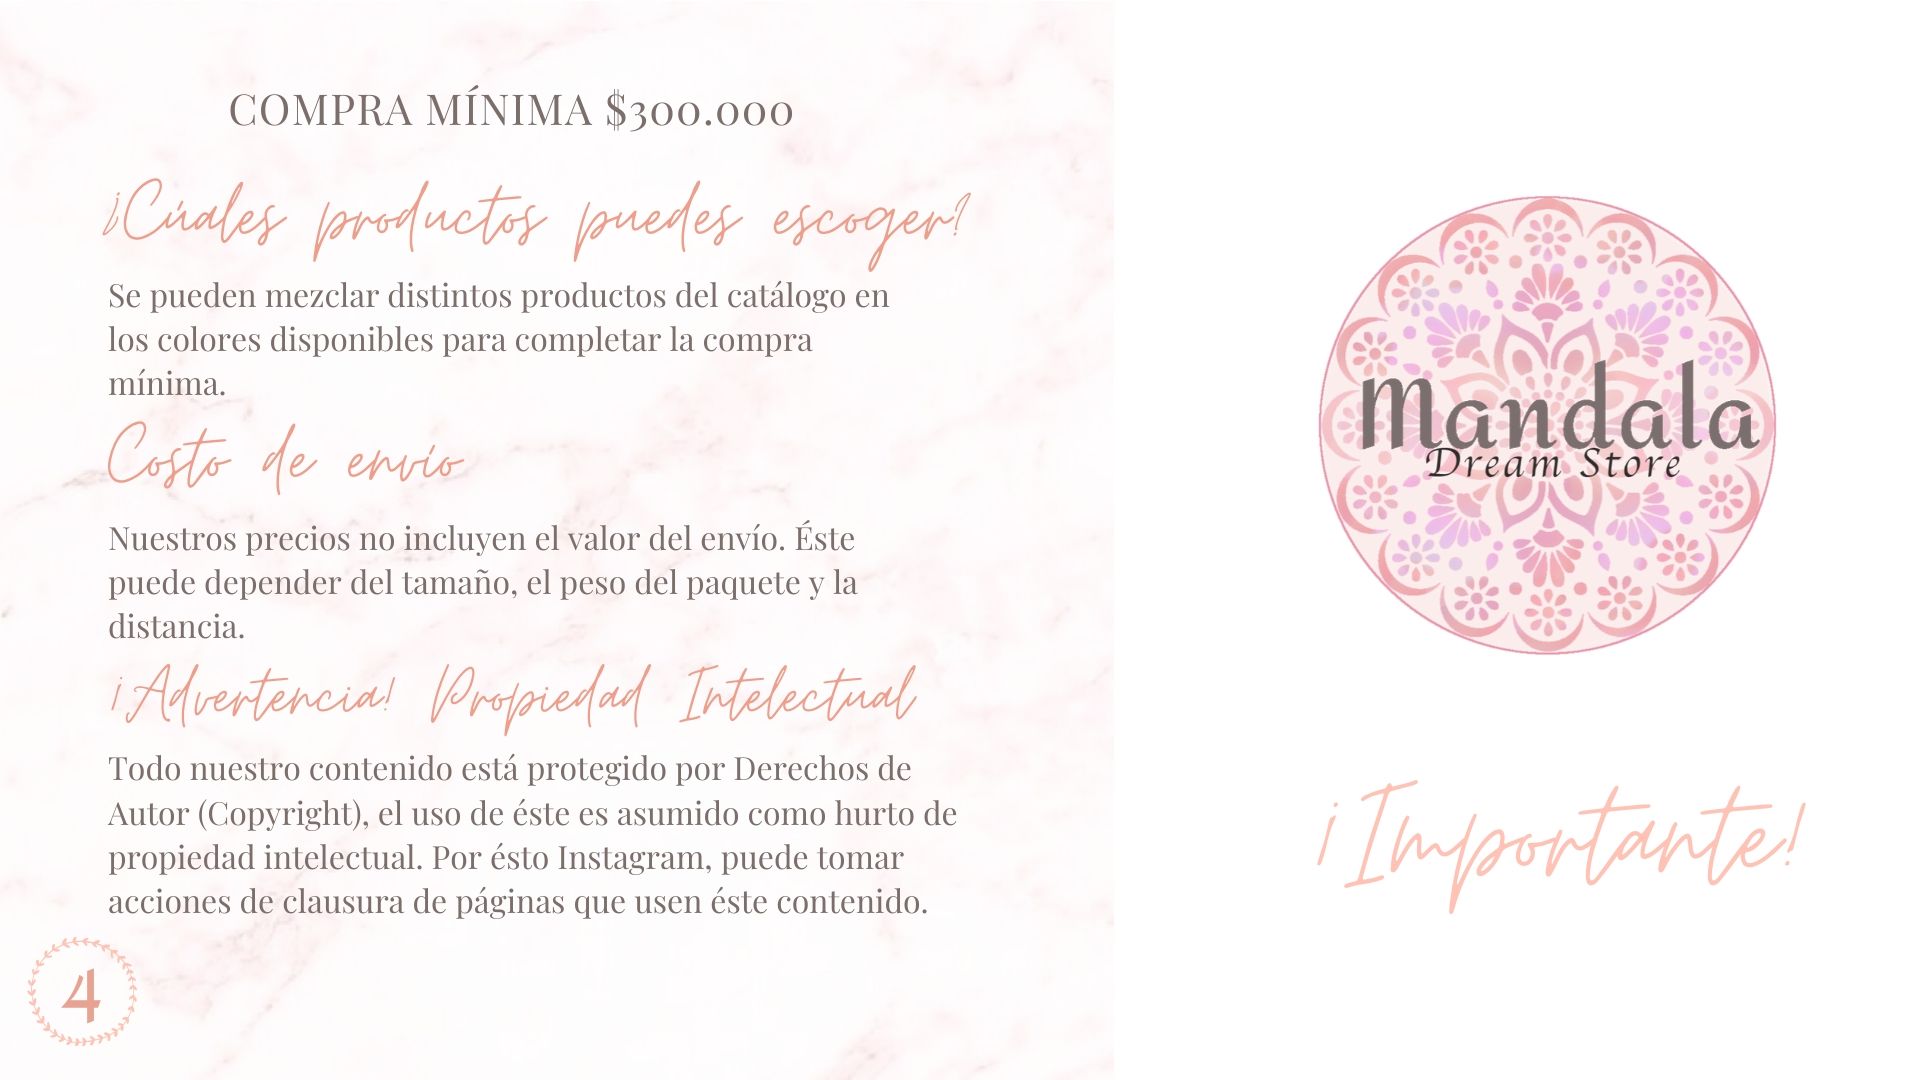 COMPRA MÍNIMA $300.000
¿Cúales productos puedes escoger?
Se pueden mezclar distintos productos del catálogo en
los colores disponibles para completar la compra
mínima.
Costo de envío
Nuestros precios no incluyen el valor del envío. Éste
puede depender del tamaño, el peso del paquete y la
distancia.
¡Advertencia! Propiedad Intelectual
Todo nuestro contenido está protegido por Derechos de
Autor (Copyright), el uso de éste es asumido como hurto de
propiedad intelectual. Por ésto Instagram, puede tomar
acciones de clausura de páginas que usen éste contenido.
4
Mandala
Dream Store
¡Importante!